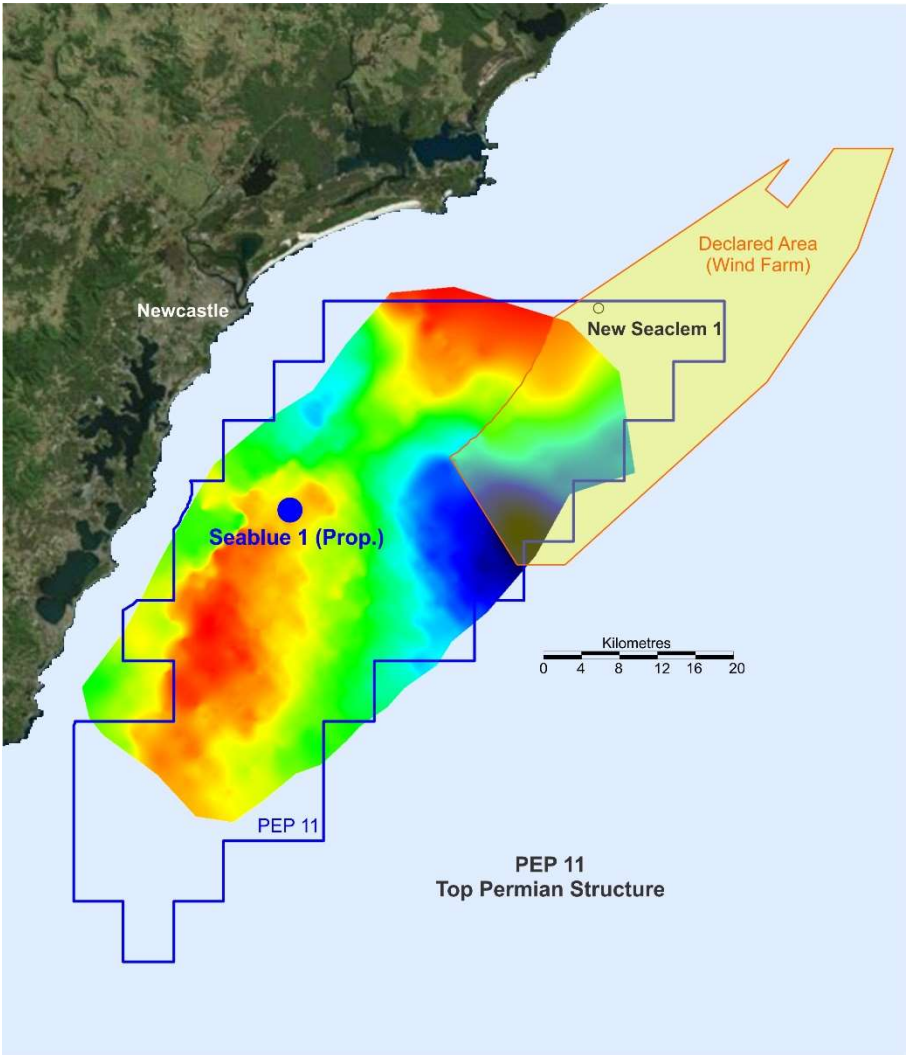 Declared Area
(Wind Farm)
Newcastle
New Seaclem 1
Seablue 1 (Prop.)
Kilometres
0 4 8 12 16 20
PEP 11
PEP 11
Top Permian Structure